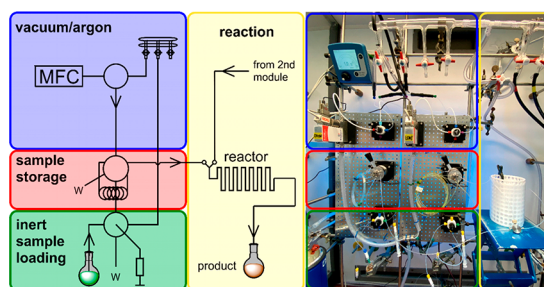 vacuum/argon
MFC
sample
storage
W
inert
sample
loading
W
reaction
from 2nd
module
reactor
product